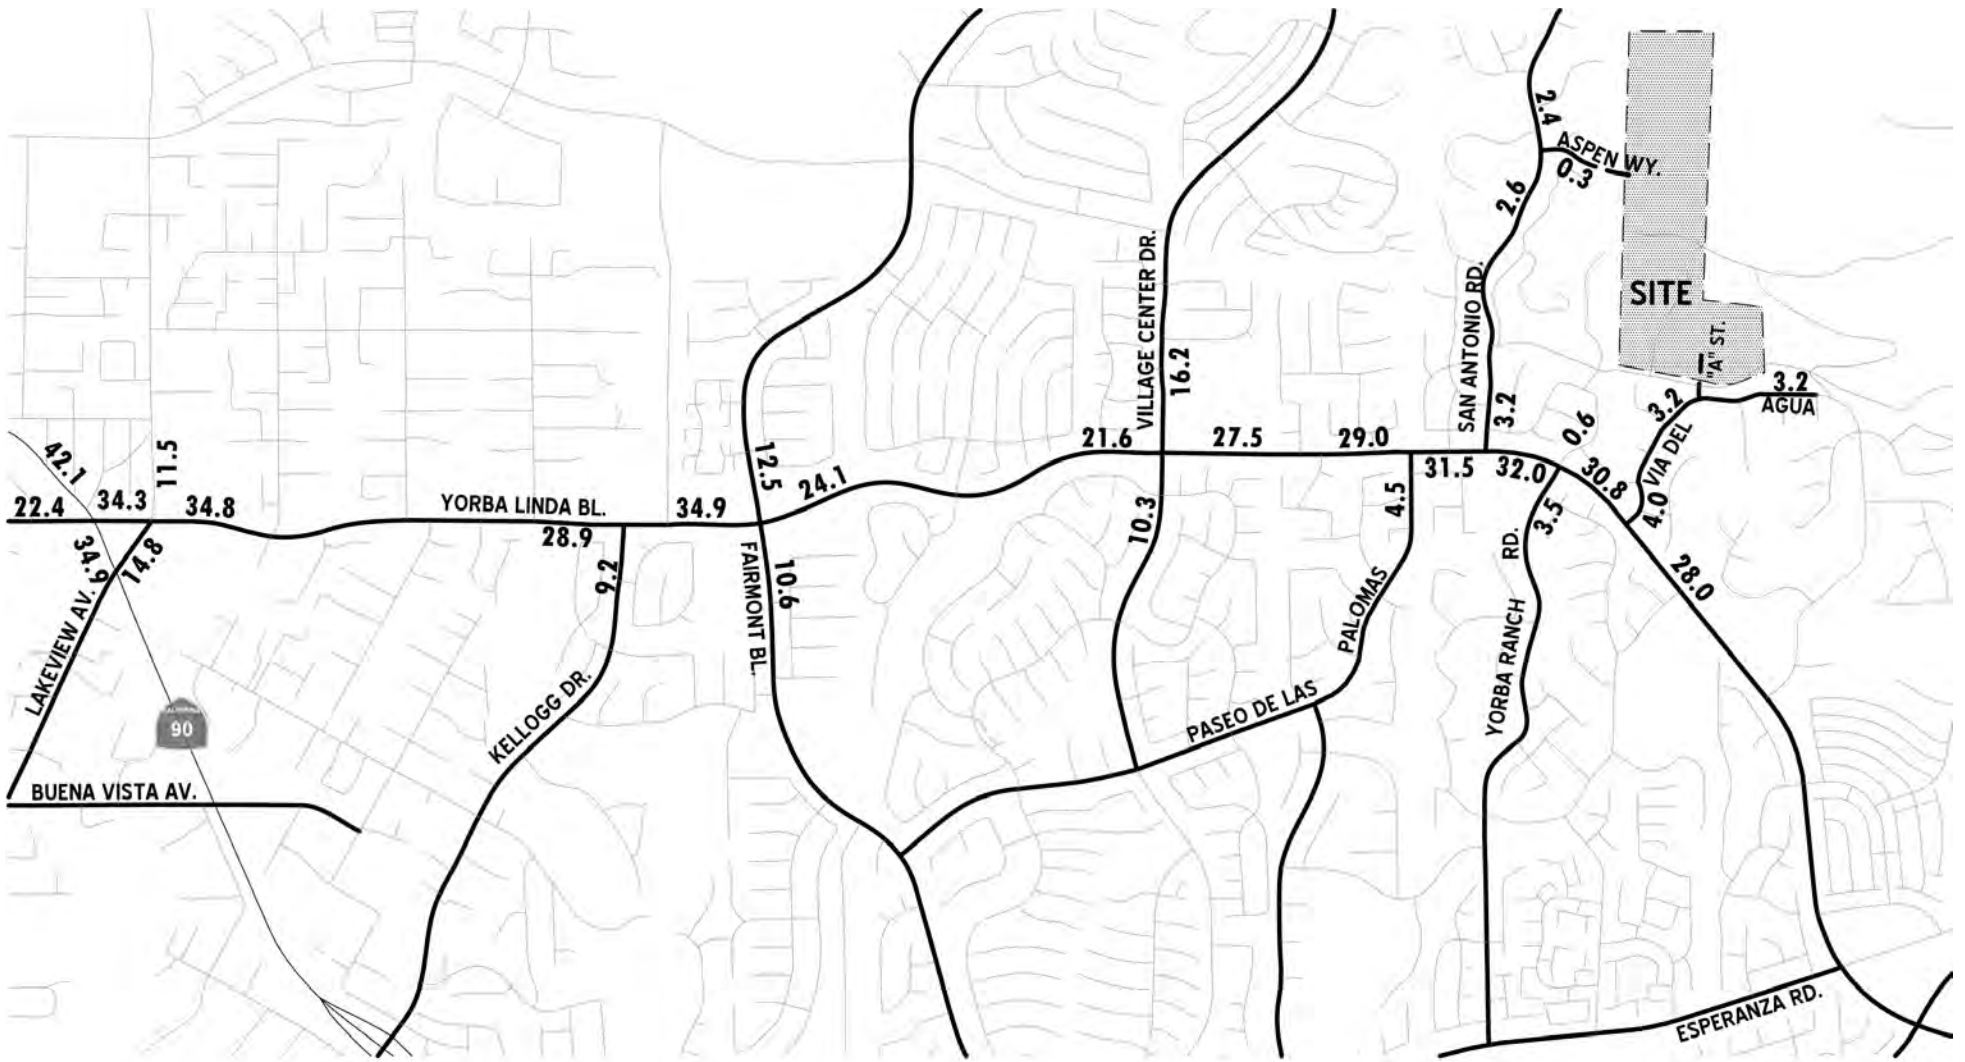 2.4
ASPEN WY.
0.3
2.6
VILLAGE CENTER DR.
16.2
SAN ANTONIO RD.
3.2
SITE
"A" ST.
3.2
AGUA
3.2
VIA DEL
4.0
0.6
42.1
11.5
22.4
34.3
34.8
YORBA LINDA BL.
28.9
34.9
12.5
24.1
21.6
27.5
29.0
31.5
32.0
30.8
28.0
34.9
14.8
9.2
FAIRMONT BL.
10.6
10.3
4.5
3.5
YORBA RANCH RD.
LAKEVIEW AV.
CALIFORNIA
90
KELLOGG DR.
PASEO DE LAS PALOMAS
BUENA VISTA AV.
ESPERANZA RD.